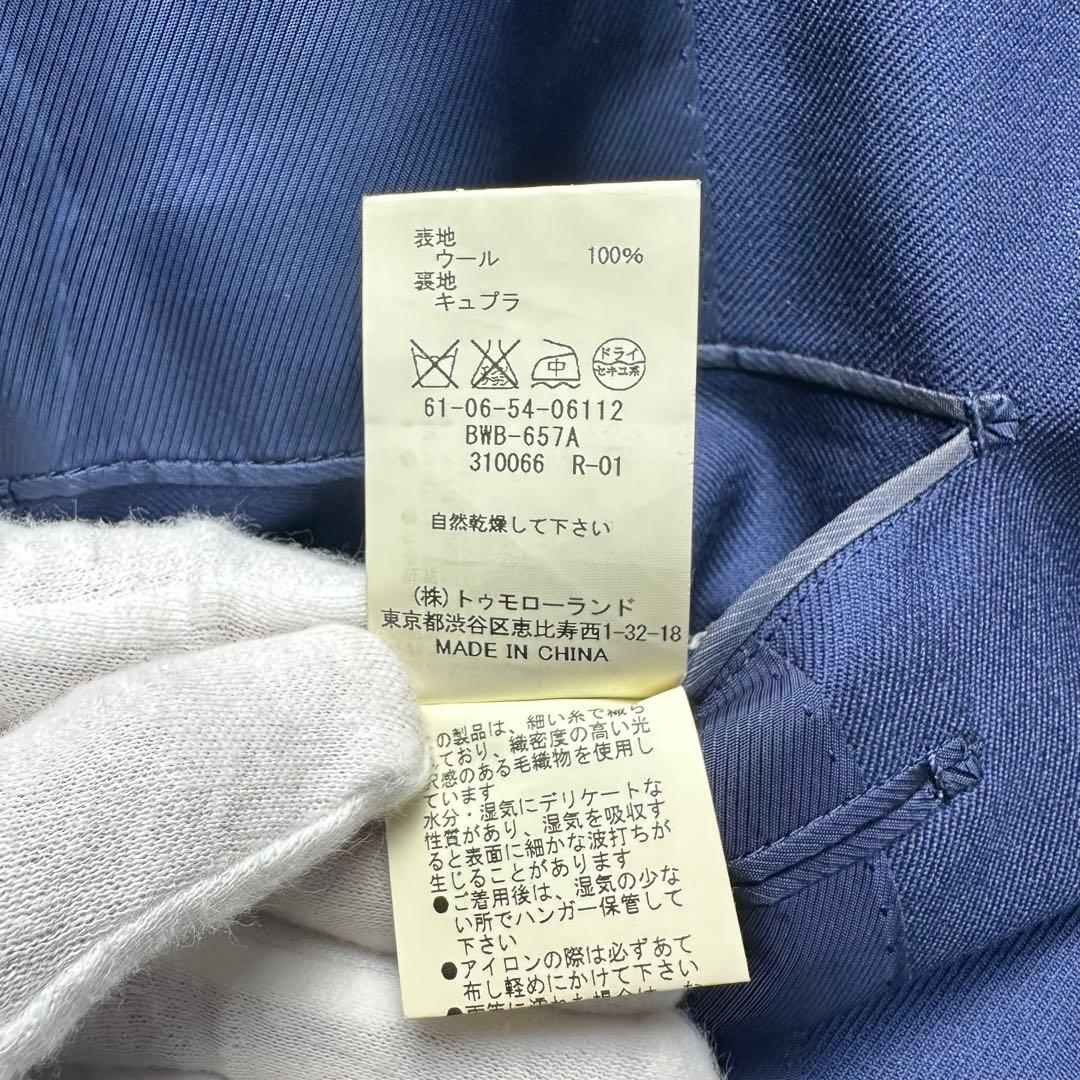 表地
ウール 100%
裏地
キュプラ
中
ドライ
セキユ系
61-06-54-06112
BWB-657A
310066 R-01
自然乾燥して下さい
(株)トゥモローランド
東京都渋谷区恵比寿西1-32-18
MADE IN CHINA
の製品は、細い糸で織ら
ており、織密度の高い光
沢感のある毛織物を使用し
ています
水分・湿気にデリケートな
性質があり、湿気を吸収す
ると表面に細かな波打ちが
生じることがあります
●ご着用後は、湿気の少な
い所でハンガー保管して
下さい
●アイロンの際は必ずあて
布し軽めにかけて下さい